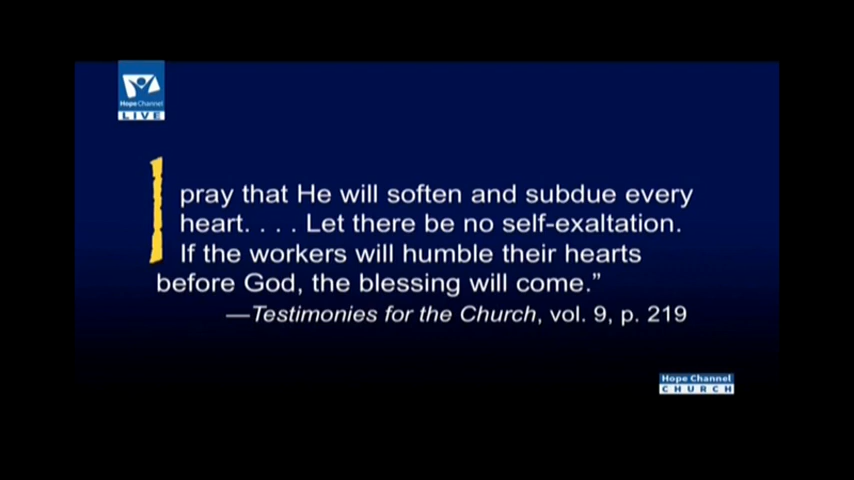 Hope Channel
LIVE
I pray that He will soften and subdue every
heart. . . . Let there be no self-exaltation.
If the workers will humble their hearts
before God, the blessing will come.”
—Testimonies for the Church, vol. 9, p. 219
Hope Channel
CHURCH